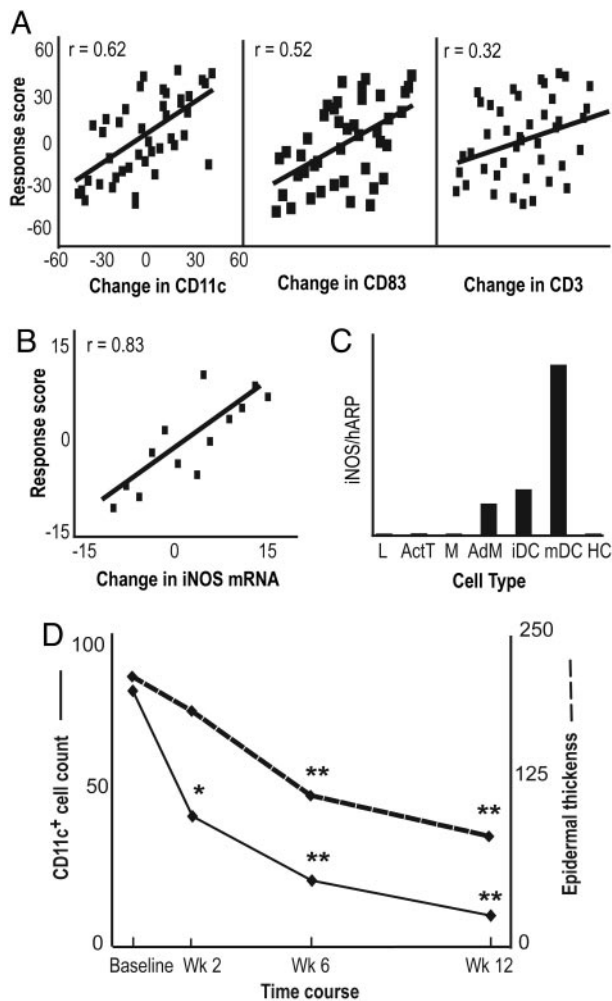 A
60
30
0
-30
-60
Response score
r = 0.62
r = 0.52
r = 0.32
-60 -30 0 30 60
Change in CD11c
Change in CD83
Change in CD3
B
15
0
-15
Response score
r = 0.83
-15 0 15
Change in iNOS mRNA
C
iNOS/hARP
L ActT M AdM iDC mDC HC
Cell Type
D
100
50
0
CD11c+ cell count
250
125
0
Epidermal thickenss
*
**
**
**
**
Baseline Wk 2 Wk 6 Wk 12
Time course